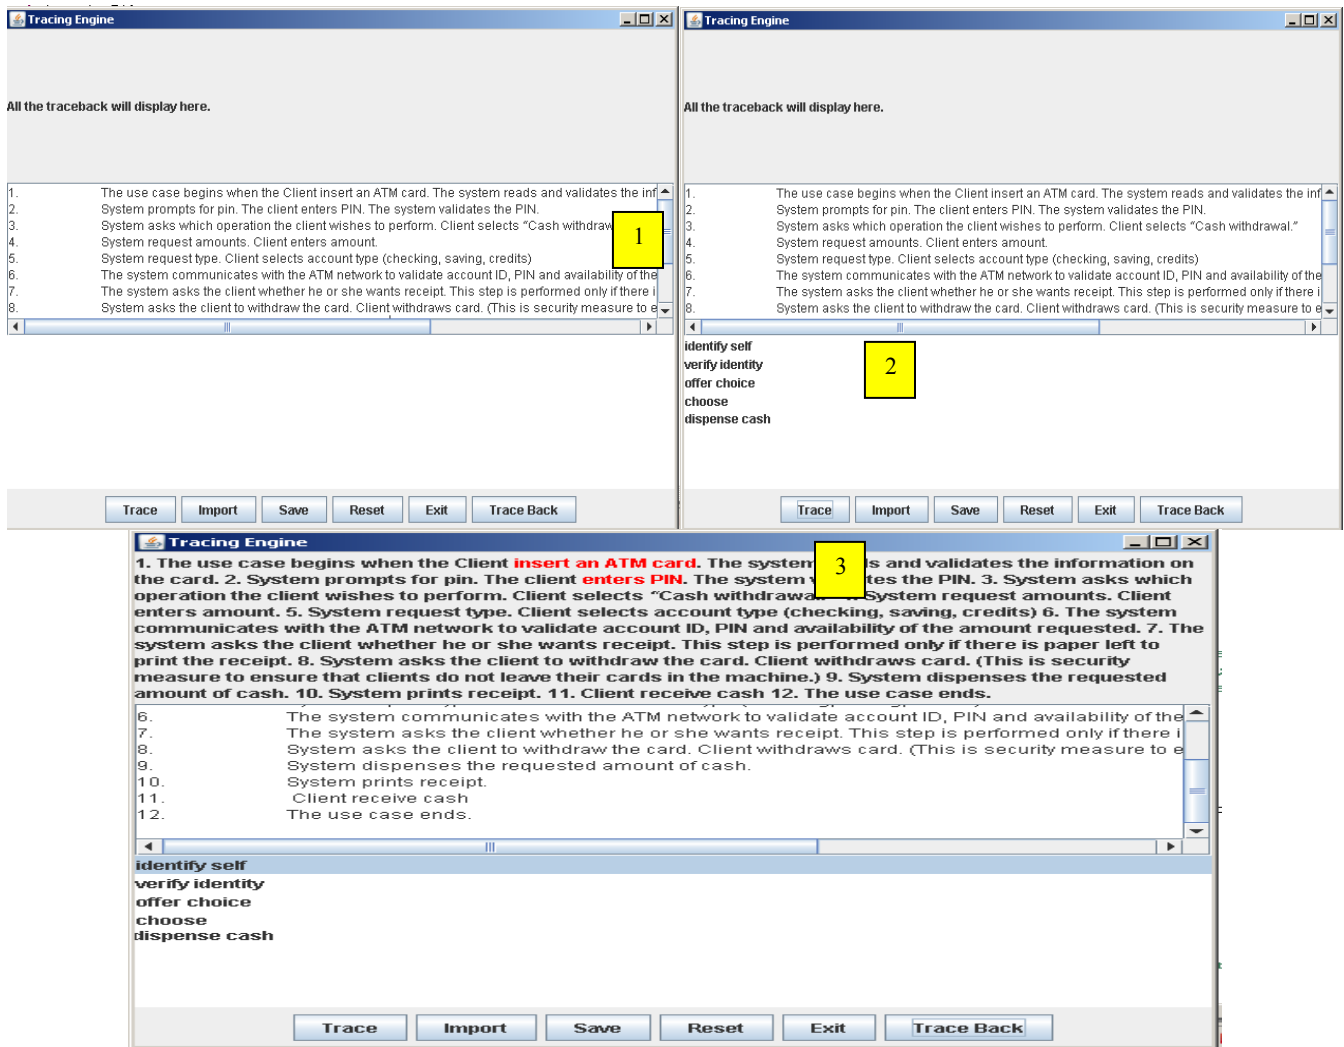 Tracing Engine
All the traceback will display here.
1. The use case begins when the Client insert an ATM card. The system reads and validates the inf
2. System prompts for pin. The client enters PIN. The system validates the PIN.
3. System asks which operation the client wishes to perform. Client selects “Cash withdraw
4. System request amounts. Client enters amount.
5. System request type. Client selects account type (checking, saving, credits)
6. The system communicates with the ATM network to validate account ID, PIN and availability of the
7. The system asks the client whether he or she wants receipt. This step is performed only if there i
8. System asks the client to withdraw the card. Client withdraws card. (This is security measure to e
1
Trace Import Save Reset Exit Trace Back
Tracing Engine
All the traceback will display here.
1. The use case begins when the Client insert an ATM card. The system reads and validates the inf
2. System prompts for pin. The client enters PIN. The system validates the PIN.
3. System asks which operation the client wishes to perform. Client selects “Cash withdrawal.”
4. System request amounts. Client enters amount.
5. System request type. Client selects account type (checking, saving, credits)
6. The system communicates with the ATM network to validate account ID, PIN and availability of the
7. The system asks the client whether he or she wants receipt. This step is performed only if there i
8. System asks the client to withdraw the card. Client withdraws card. (This is security measure to e
identify self
verify identity
offer choice
choose
dispense cash
2
Trace Import Save Reset Exit Trace Back
Tracing Engine
3
1. The use case begins when the Client insert an ATM card. The system s and validates the information on
the card. 2. System prompts for pin. The client enters PIN. The system tes the PIN. 3. System asks which
operation the client wishes to perform. Client selects “Cash withdrawa System request amounts. Client
enters amount. 5. System request type. Client selects account type (checking, saving, credits) 6. The system
communicates with the ATM network to validate account ID, PIN and availability of the amount requested. 7. The
system asks the client whether he or she wants receipt. This step is performed only if there is paper left to
print the receipt. 8. System asks the client to withdraw the card. Client withdraws card. (This is security
measure to ensure that clients do not leave their cards in the machine.) 9. System dispenses the requested
amount of cash. 10. System prints receipt. 11. Client receive cash 12. The use case ends.
6. The system communicates with the ATM network to validate account ID, PIN and availability of the
7. The system asks the client whether he or she wants receipt. This step is performed only if there i
8. System asks the client to withdraw the card. Client withdraws card. (This is security measure to e
9. System dispenses the requested amount of cash.
10. System prints receipt.
11. Client receive cash
12. The use case ends.
identify self
verify identity
offer choice
choose
dispense cash
Trace Import Save Reset Exit Trace Back